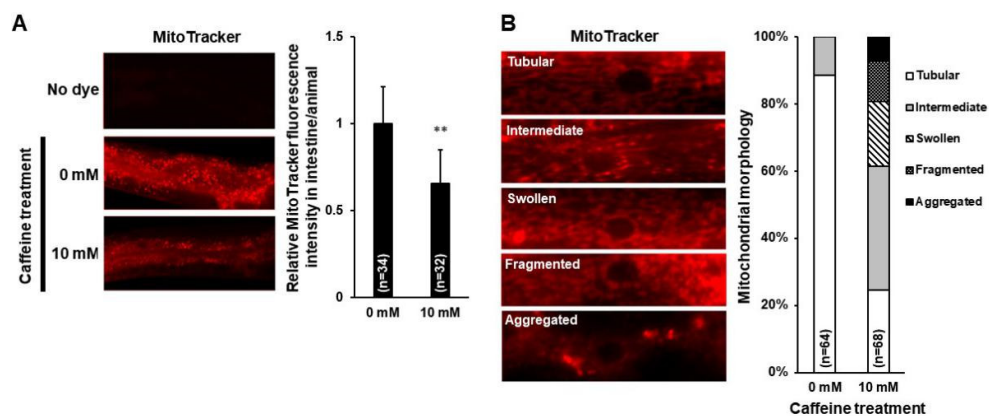 A
MitoTracker
No dye
Caffeine treatment
0 mM
10 mM
Relative MitoTracker fluorescence
intensity in intestine/animal
1.5
1
0.5
0
**
(n=34)
(n=32)
0 mM
10 mM
B
MitoTracker
Tubular
Intermediate
Swollen
Fragmented
Aggregated
Mitochondrial morphology
100%
80%
60%
40%
20%
0%
(n=64)
(n=68)
0 mM
10 mM
Caffeine treatment
Tubular
Intermediate
Swollen
Fragmented
Aggregated